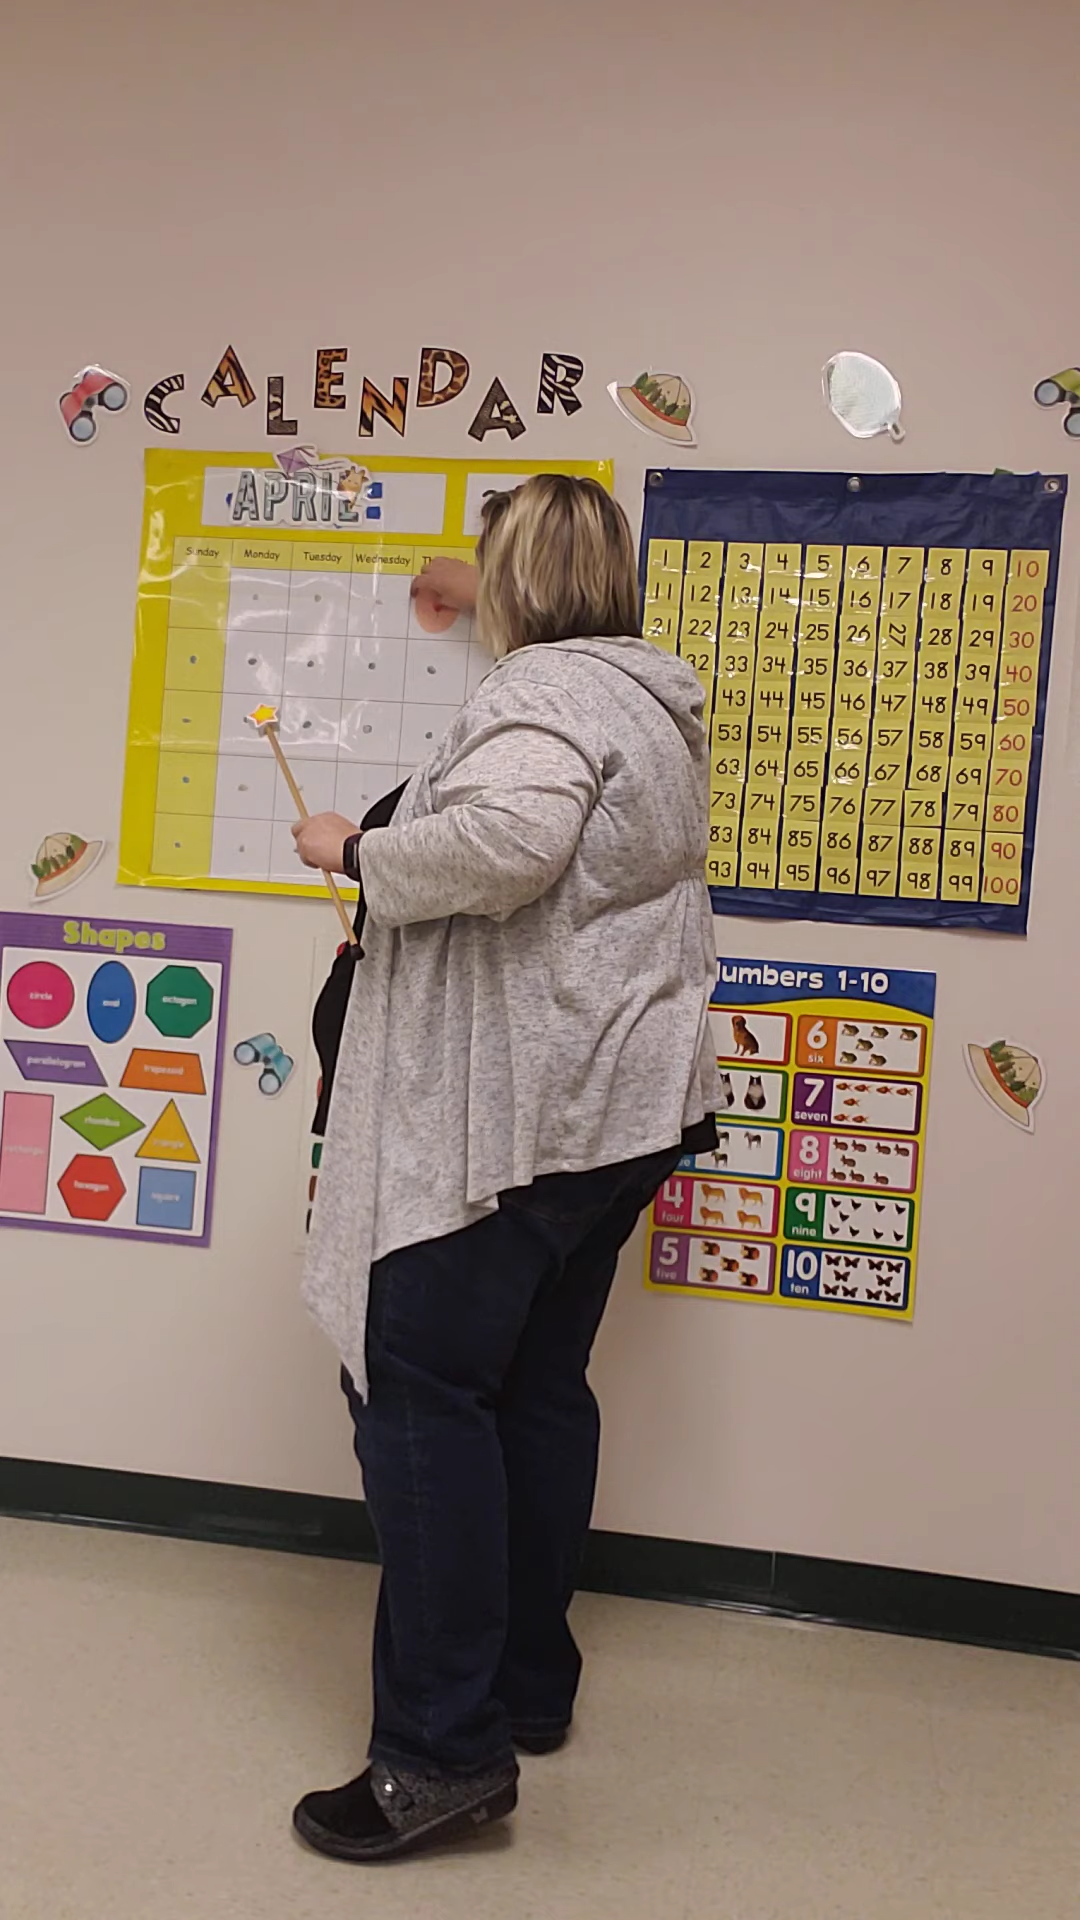 CALENDAR
APRIL
Sunday Monday Tuesday Wednesday
1 2 3 4 5 6 7 8 9 10
11 12 13 14 15 16 17 18 19 20
21 22 23 24 25 26 27 28 29 30
32 33 34 35 36 37 38 39 40
43 44 45 46 47 48 49 50
53 54 55 56 57 58 59 60
63 64 65 66 67 68 69 70
73 74 75 76 77 78 79 80
83 84 85 86 87 88 89 90
93 94 95 96 97 98 99 100
Shapes
circle oval octagon
parallelogram trapezoid
rectangle rhombus triangle
hexagon square
Numbers 1-10
6
six
7
seven
8
eight
4 9
four nine
5 10
five ten